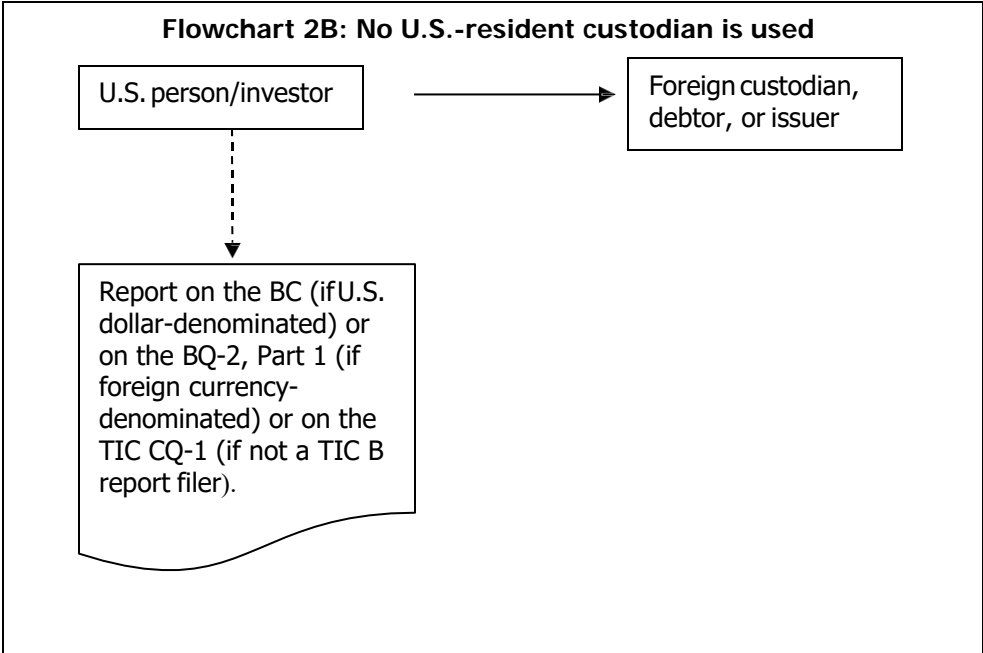 Flowchart 2B: No U.S.-resident custodian is used
U.S. person/investor
Foreign custodian,
debtor, or issuer
Report on the BC (if U.S.
dollar-denominated) or
on the BQ-2, Part 1 (if
foreign currency-
denominated) or on the
TIC CQ-1 (if not a TIC B
report filer).